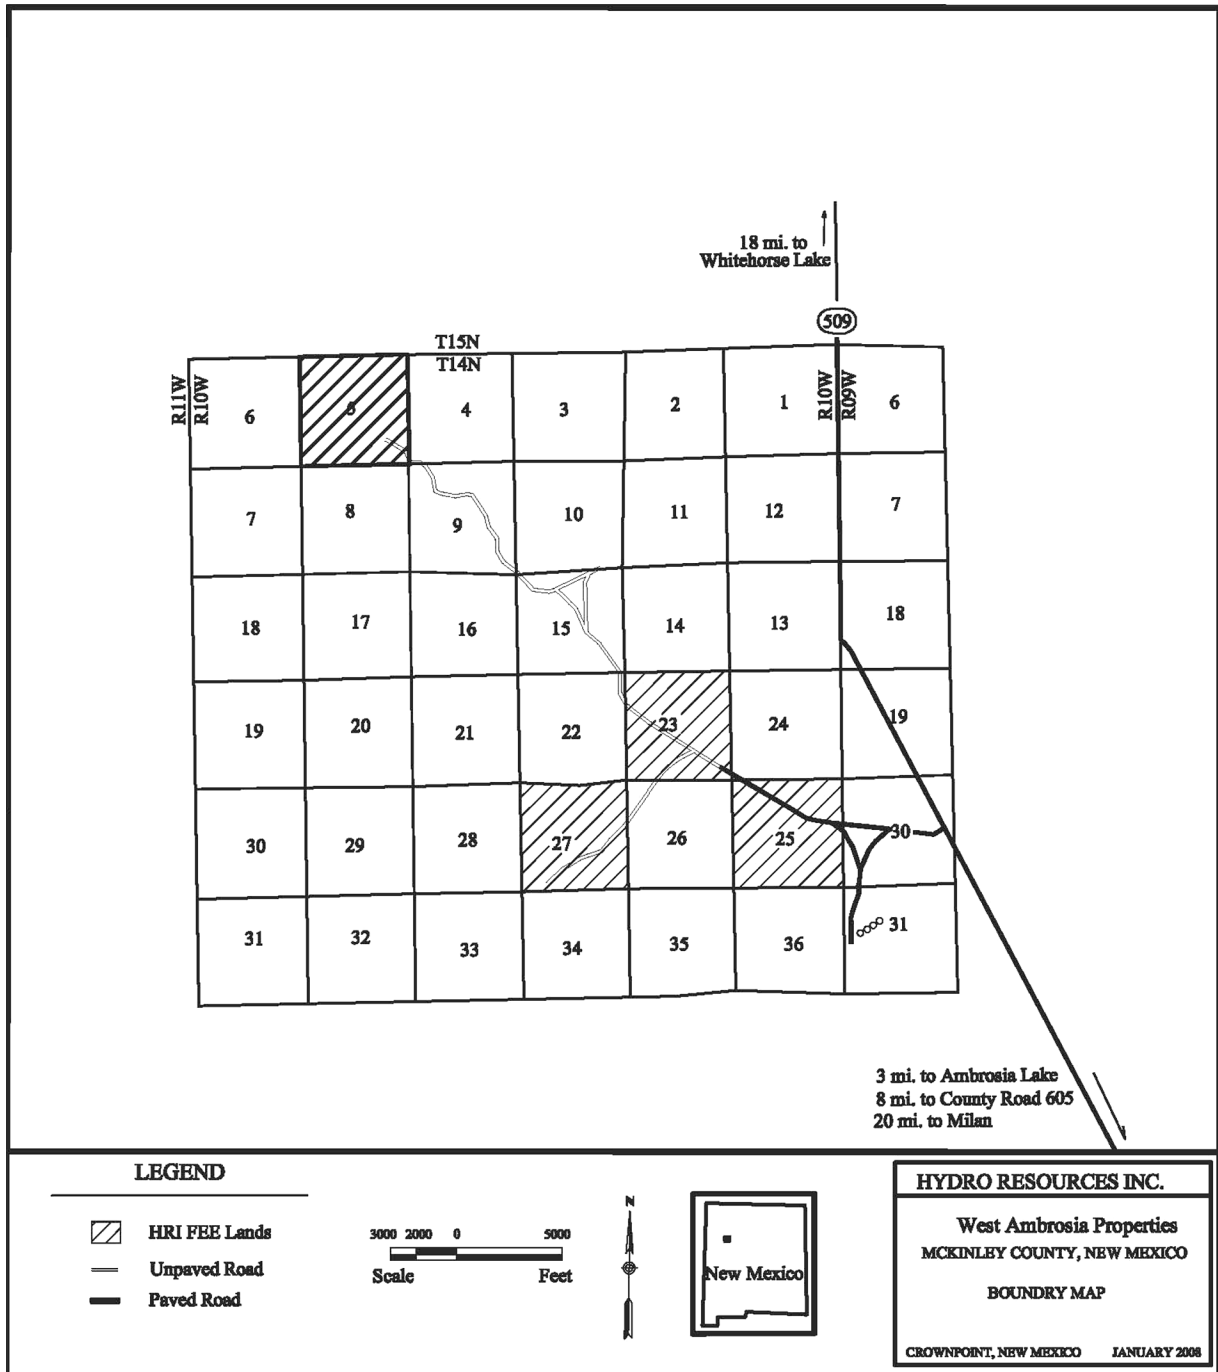 18 mi. to
Whitehorse Lake
509
T15N
T14N
R11W
R10W
R10W
R09W
6
5
4
3
2
1
6
7
8
9
10
11
12
7
18
17
16
15
14
13
18
19
20
21
22
23
24
19
30
29
28
27
26
25
30
31
32
33
34
35
36
31
3 mi. to Ambrosia Lake
8 mi. to County Road 605
20 mi. to Milan
LEGEND
HRI FEE Lands
Unpaved Road
Paved Road
3000 2000 0 5000
Scale Feet
N
New Mexico
HYDRO RESOURCES INC.
West Ambrosia Properties
MCKINLEY COUNTY, NEW MEXICO
BOUNDRY MAP
CROWNPOINT, NEW MEXICO JANUARY 2008